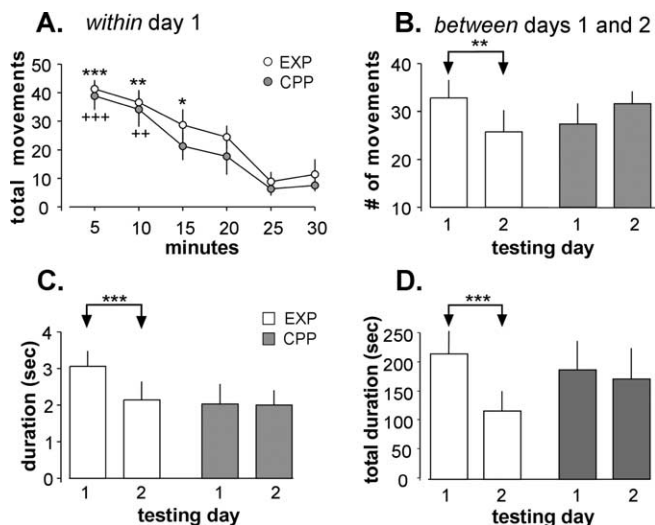 A. within day 1
50
40
30
20
10
0
total movements
*** ** *
+++ ++
EXP
CPP
5 10 15 20 25 30
minutes
B. between days 1 and 2
**
40
30
20
10
# of movements
1 2 1 2
testing day
C.
***
EXP
CPP
4
3
2
1
0
duration (sec)
1 2 1 2
testing day
D.
***
250
200
150
100
50
0
total duration (sec)
1 2 1 2
testing day